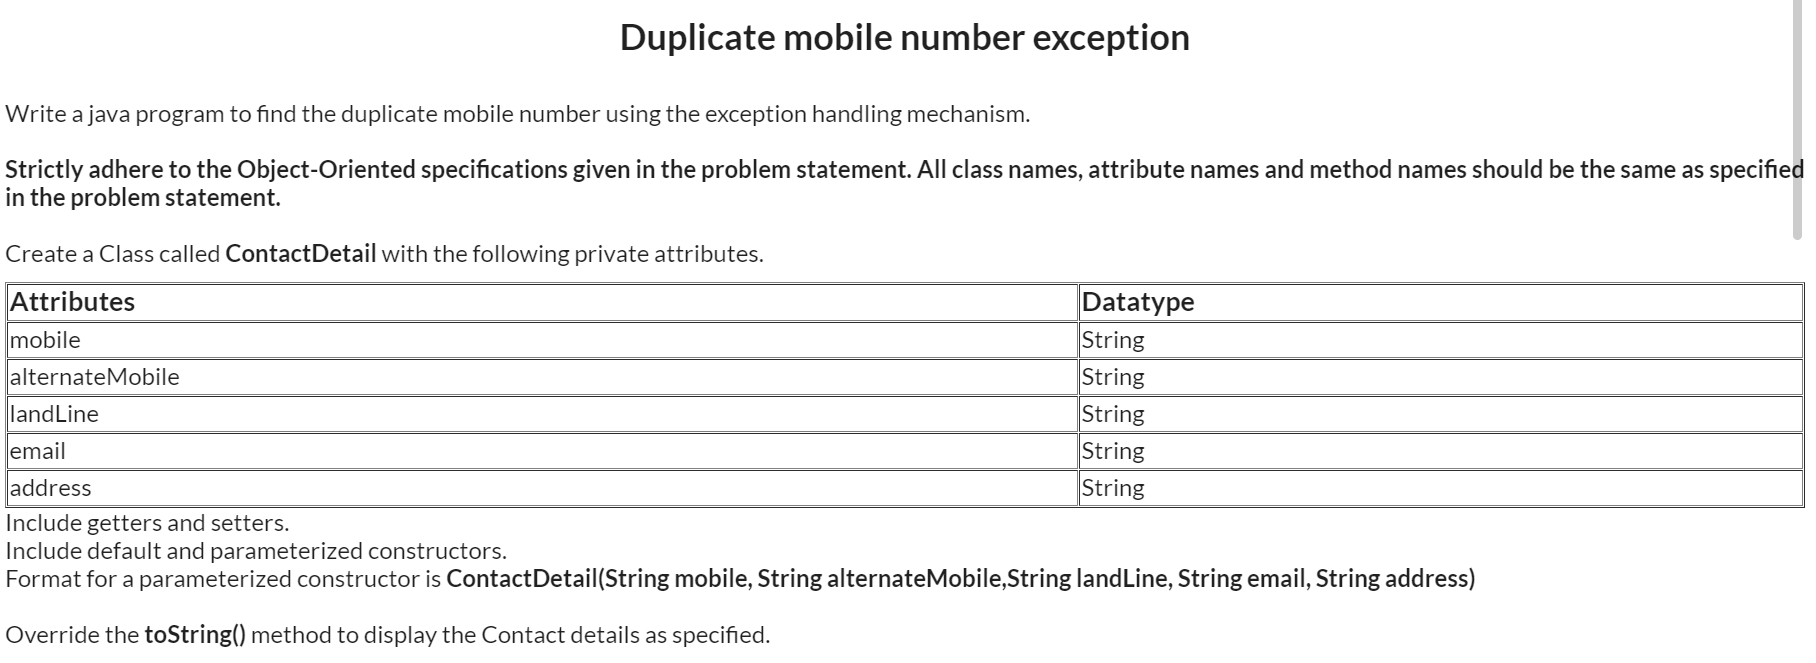 Duplicate mobile number exception
Write a java program to find the duplicate mobile number using the exception handling mechanism.
Strictly adhere to the Object-Oriented specifications given in the problem statement. All class names, attribute names and method names should be the same as specified
in the problem statement.
Create a Class called ContactDetail with the following private attributes.
Attributes Datatype
mobile String
alternateMobile String
landLine String
email String
address String
Include getters and setters.
Include default and parameterized constructors.
Format for a parameterized constructor is ContactDetail(String mobile, String alternateMobile,String landLine, String email, String address)
Override the toString() method to display the Contact details as specified.